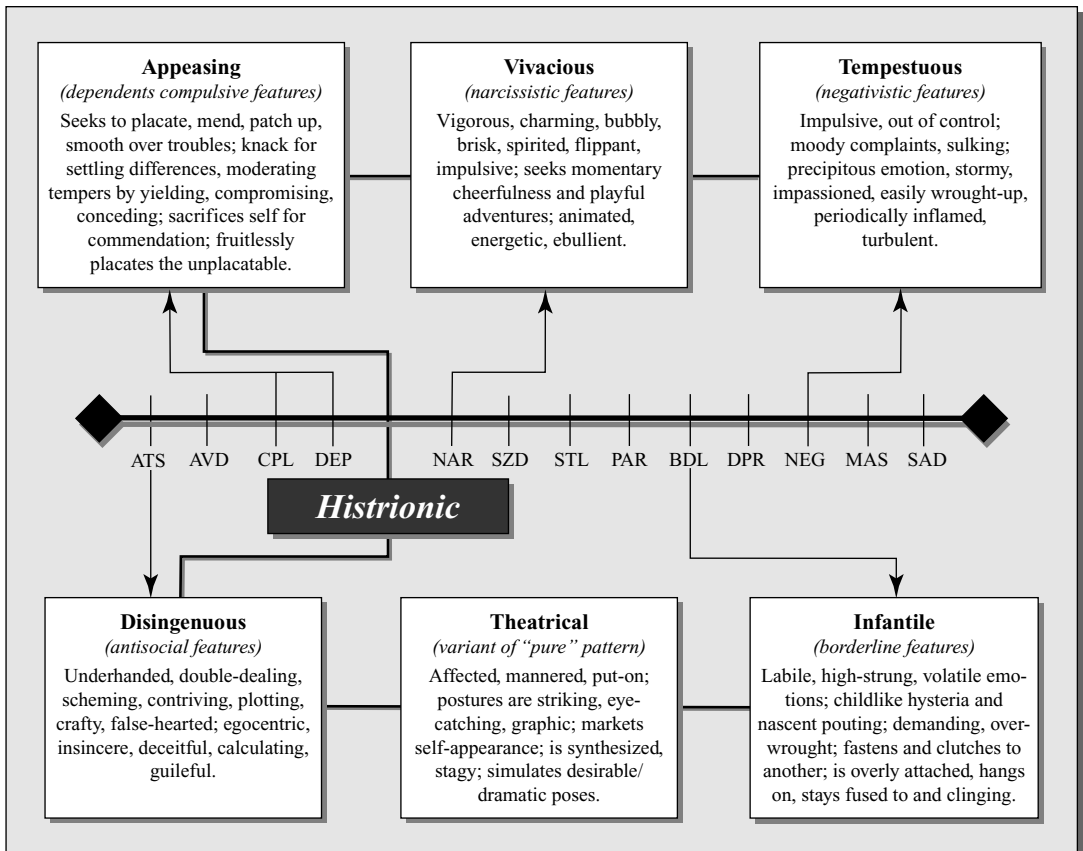 Appeasing
(dependents compulsive features)
Seeks to placate, mend, patch up,
smooth over troubles; knack for
settling differences, moderating
tempers by yielding, compromising,
conceding; sacrifices self for
commendation; fruitlessly
placates the unplacatable.
Vivacious
(narcissistic features)
Vigorous, charming, bubbly,
brisk, spirited, flippant,
impulsive; seeks momentary
cheerfulness and playful
adventures; animated,
energetic, ebullient.
Tempestuous
(negativistic features)
Impulsive, out of control;
moody complaints, sulking;
precipitous emotion, stormy,
impassioned, easily wrought-up,
periodically inflamed,
turbulent.
ATS AVD CPL DEP NAR SZD STL PAR BDL DPR NEG MAS SAD
Histrionic
Disingenuous
(antisocial features)
Underhanded, double-dealing,
scheming, contriving, plotting,
crafty, false-hearted; egocentric,
insincere, deceitful, calculating,
guileful.
Theatrical
(variant of “pure” pattern)
Affected, mannered, put-on;
postures are striking, eye-
catching, graphic; markets
self-appearance; is synthesized,
stagy; simulates desirable/
dramatic poses.
Infantile
(borderline features)
Labile, high-strung, volatile emo-
tions; childlike hysteria and
nascent pouting; demanding, over-
wrought; fastens and clutches to
another; is overly attached, hangs
on, stays fused to and clinging.